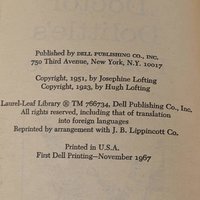 Published by DELL PUBLISHING CO., INC.
750 Third Avenue, New York, N.Y. 10017
Copyright, 1951, by Josephine Lofting
Copyright, 1923, by Hugh Lofting
Laurel-Leaf Library ® TM 766734, Dell Publishing Co., Inc.
All rights reserved, including that of translation
into foreign languages
Reprinted by arrangement with J. B. Lippincott Co.
Printed in U.S.A.
First Dell Printing—November 1967